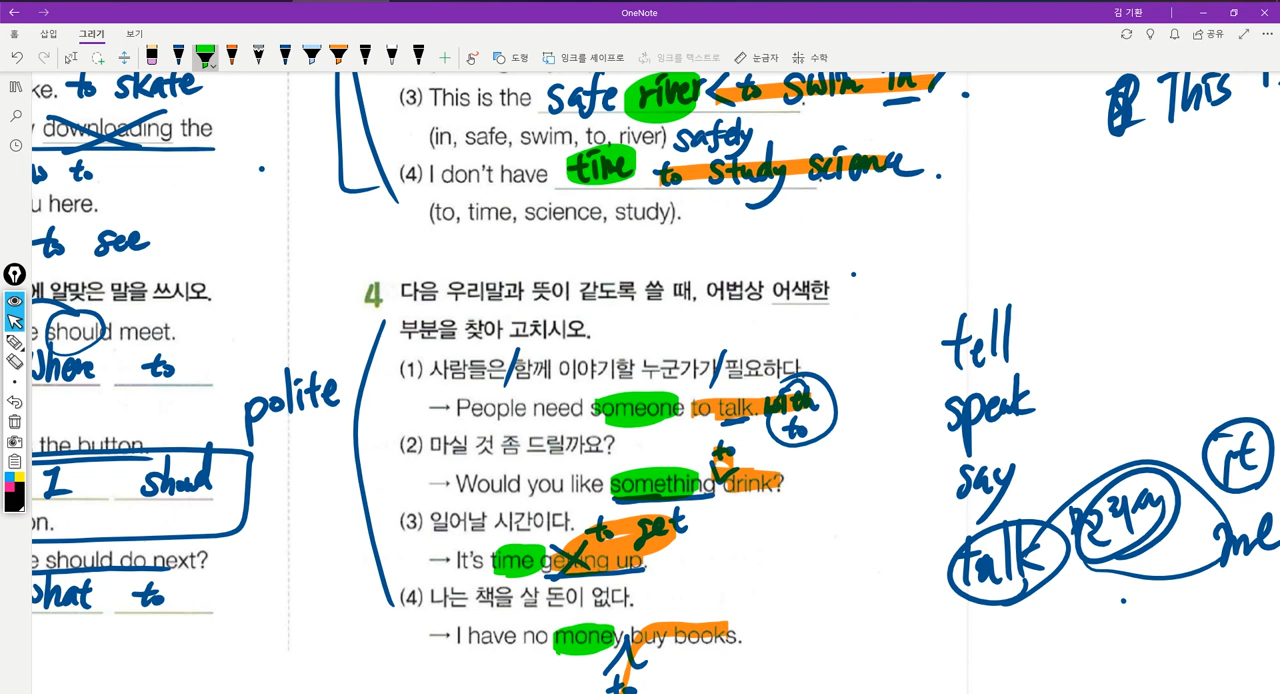 OneNote
김 기환
홈 삽입 그리기 보기
공유
도형 잉크를 셰이프로 잉크를 텍스트로 눈금자 수학
ke. to skate
downloading the
to
u here.
to see
에 알맞은 말을 쓰시오.
e should meet.
Where to
polite
the button.
I should
on.
e should do next?
what to
(3) This is the safe river to swim in .
(in, safe, swim, to, river) safely
(4) I don't have time to study science .
(to, time, science, study).
This
4 다음 우리말과 뜻이 같도록 쓸 때, 어법상 어색한
부분을 찾아 고치시오.
(1) 사람들은 함께 이야기할 누군가가 필요하다.
→ People need someone to talk. with
to
(2) 마실 것 좀 드릴까요?
to
→ Would you like something drink?
(3) 일어날 시간이다.
to get
→ It's time getting up.
(4) 나는 책을 살 돈이 없다.
→ I have no money buy books.
to
tell
speak
say
talk
it
me